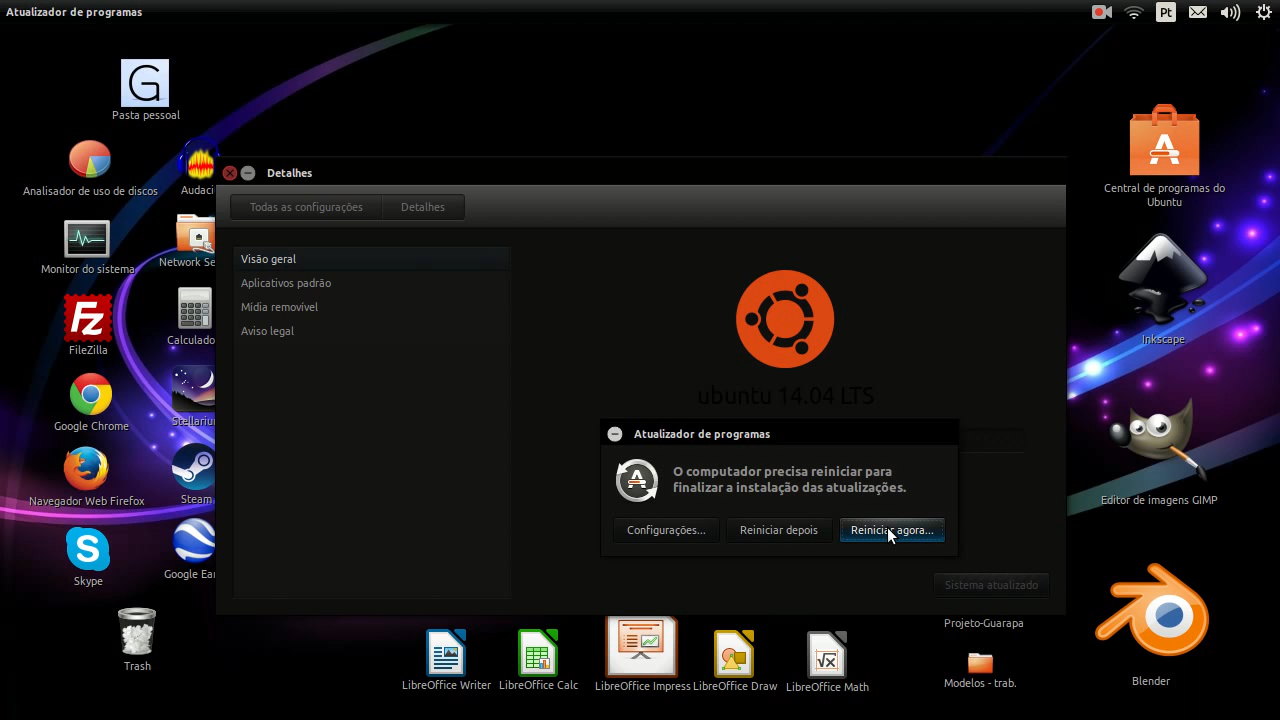 Atualizador de programas
Pt
G
Pasta pessoal
Analisador de uso de discos
Audaci
Monitor do sistema
Network Se
Fz
FileZilla
Calculado
Google Chrome
Stellariu
Navegador Web Firefox
Steam
S
Skype
Google Ear
Trash
Detalhes
Todas as configurações
Detalhes
Visão geral
Aplicativos padrão
Mídia removível
Aviso legal
ubuntu 14.04 LTS
Atualizador de programas
O computador precisa reiniciar para
finalizar a instalação das atualizações.
Configurações...
Reiniciar depois
Reiniciar agora...
Sistema atualizado
LibreOffice Writer
LibreOffice Calc
LibreOffice Impress
LibreOffice Draw
LibreOffice Math
Projeto-Guarapa
Modelos - trab.
Central de programas do
Ubuntu
Inkscape
Editor de imagens GIMP
Blender